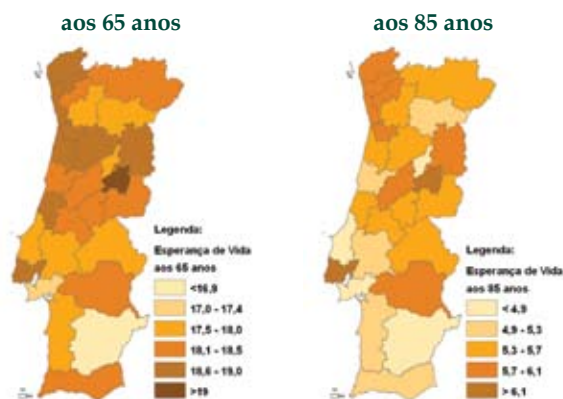 aos 65 anos
aos 85 anos
Legenda:
Esperança de Vida
aos 65 anos
<16,9
17,0 - 17,4
17,5 - 18,0
18,1 - 18,5
18,6 - 19,0
>19
Legenda:
Esperança de Vida
aos 85 anos
< 4,9
4,9 - 5,3
5,3 - 5,7
5,7 - 6,1
> 6,1